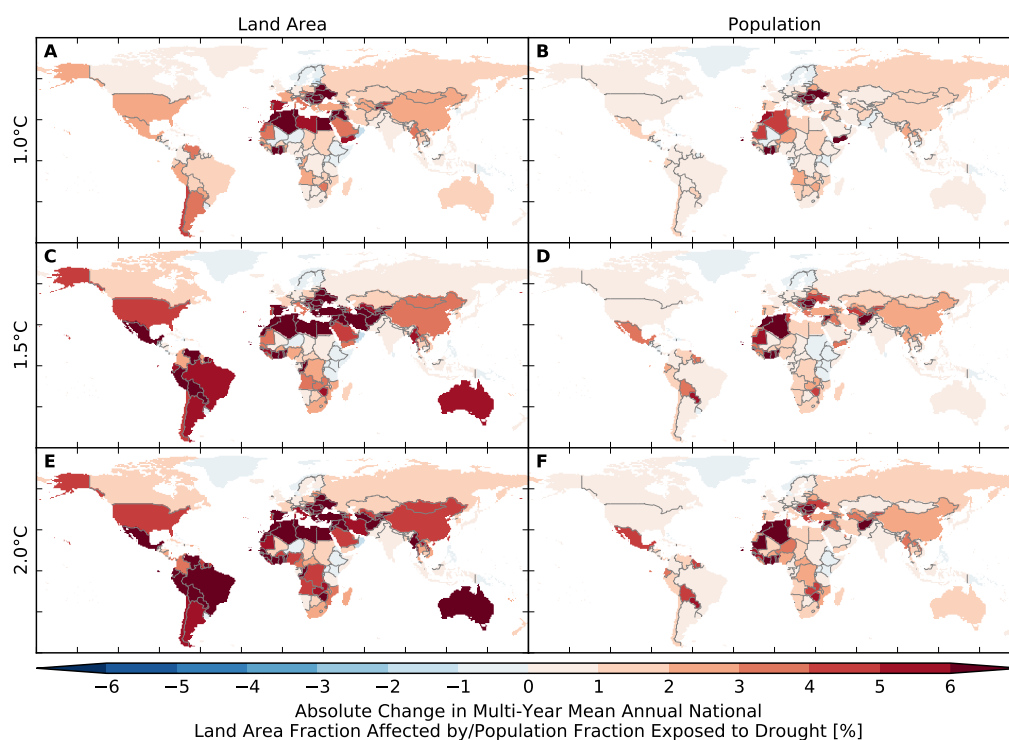 Land Area
Population
A
B
1.0°C
C
D
1.5°C
E
F
2.0°C
−6 −5 −4 −3 −2 −1 0 1 2 3 4 5 6
Absolute Change in Multi-Year Mean Annual National
Land Area Fraction Affected by/Population Fraction Exposed to Drought [%]